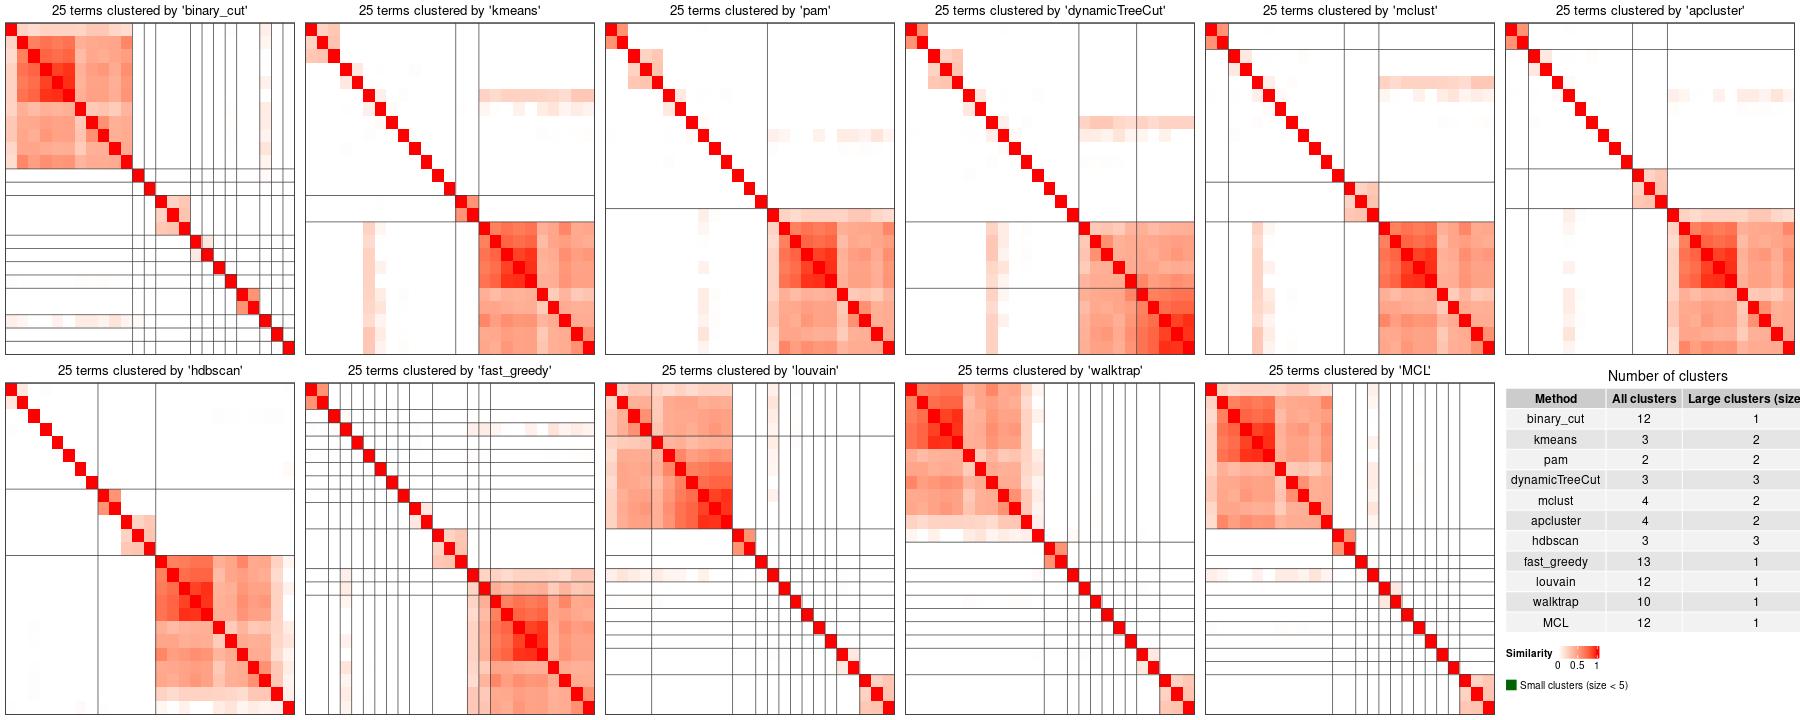 25 terms clustered by 'binary_cut'
25 terms clustered by 'kmeans'
25 terms clustered by 'pam'
25 terms clustered by 'dynamicTreeCut'
25 terms clustered by 'mclust'
25 terms clustered by 'apcluster'
25 terms clustered by 'hdbscan'
25 terms clustered by 'fast_greedy'
25 terms clustered by 'louvain'
25 terms clustered by 'walktrap'
25 terms clustered by 'MCL'
Number of clusters
Method All clusters Large clusters (size
binary_cut 12 1
kmeans 3 2
pam 2 2
dynamicTreeCut 3 3
mclust 4 2
apcluster 4 2
hdbscan 3 3
fast_greedy 13 1
louvain 12 1
walktrap 10 1
MCL 12 1
Similarity
0 0.5 1
Small clusters (size < 5)